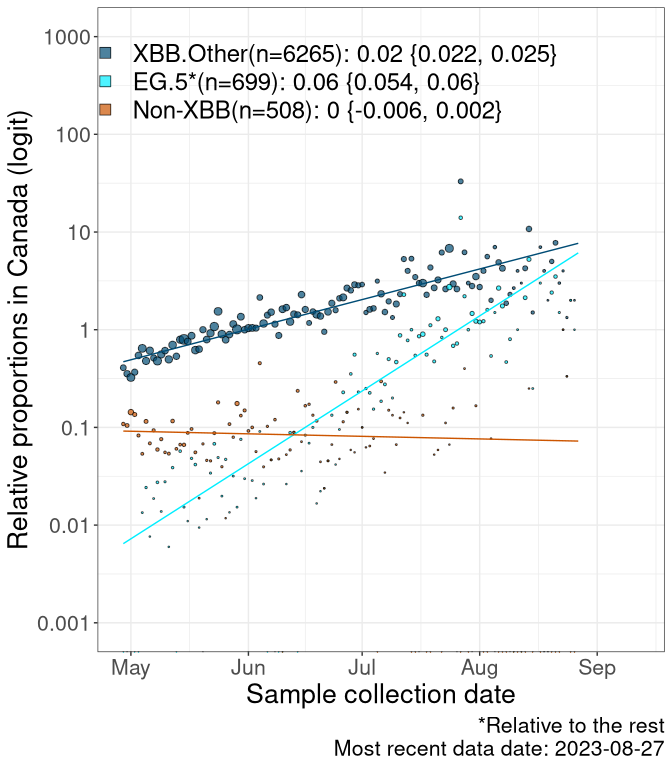 1000
100
10
1
0.1
0.01
0.001
XBB.Other(n=6265): 0.02 {0.022, 0.025}
EG.5*(n=699): 0.06 {0.054, 0.06}
Non-XBB(n=508): 0 {-0.006, 0.002}
Relative proportions in Canada (logit)
May Jun Jul Aug Sep
Sample collection date
*Relative to the rest
Most recent data date: 2023-08-27